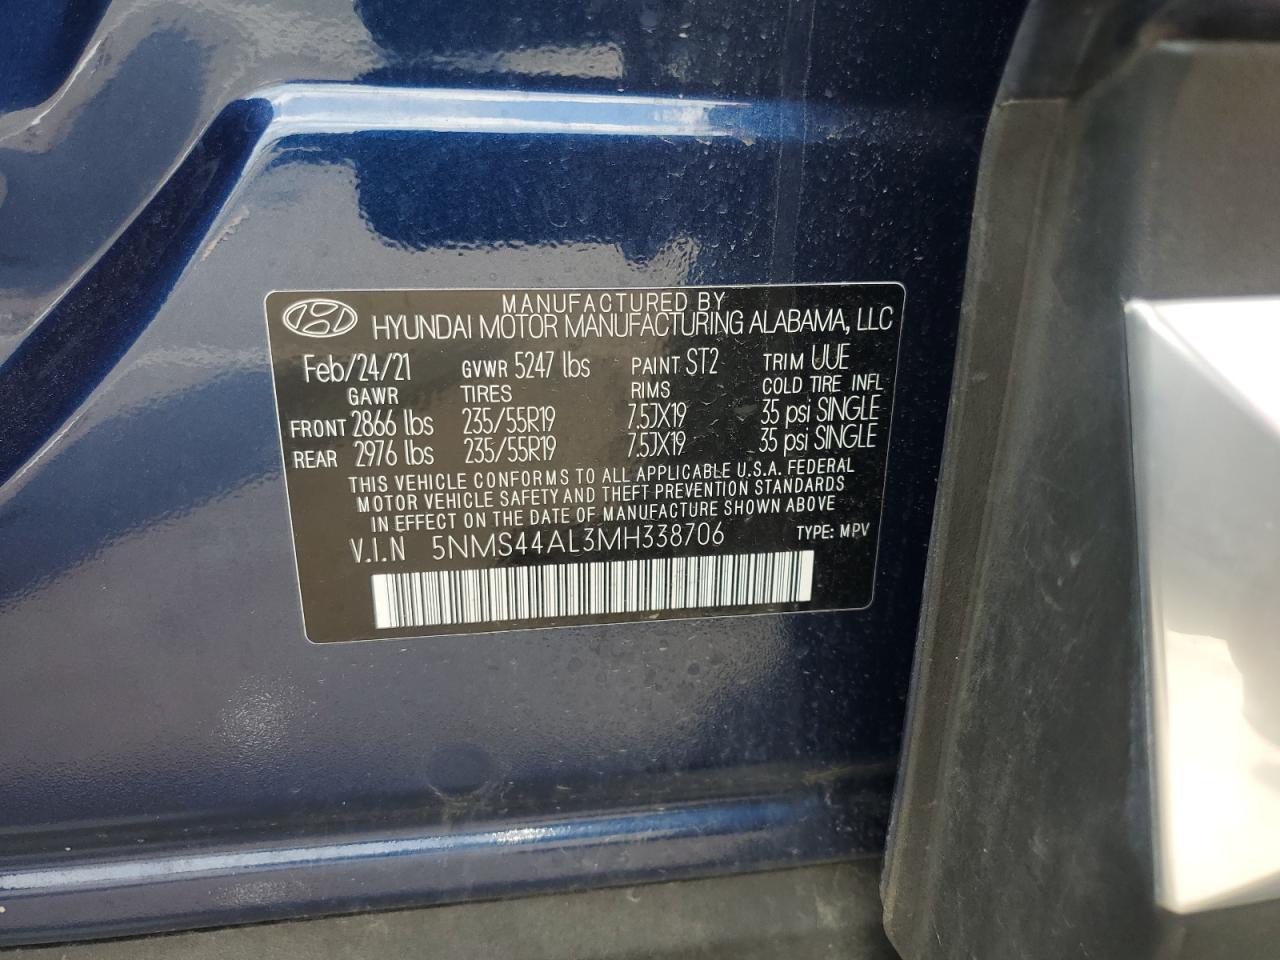 MANUFACTURED BY
HYUNDAI MOTOR MANUFACTURING ALABAMA, LLC
Feb/24/21 GVWR 5247 lbs PAINT ST2 TRIM UUE
GAWR TIRES RIMS COLD TIRE INFL
FRONT 2866 lbs 235/55R19 7.5JX19 35 psi SINGLE
REAR 2976 lbs 235/55R19 7.5JX19 35 psi SINGLE
THIS VEHICLE CONFORMS TO ALL APPLICABLE U.S.A. FEDERAL
MOTOR VEHICLE SAFETY AND THEFT PREVENTION STANDARDS
IN EFFECT ON THE DATE OF MANUFACTURE SHOWN ABOVE
V.I.N 5NMS44AL3MH338706 TYPE: MPV